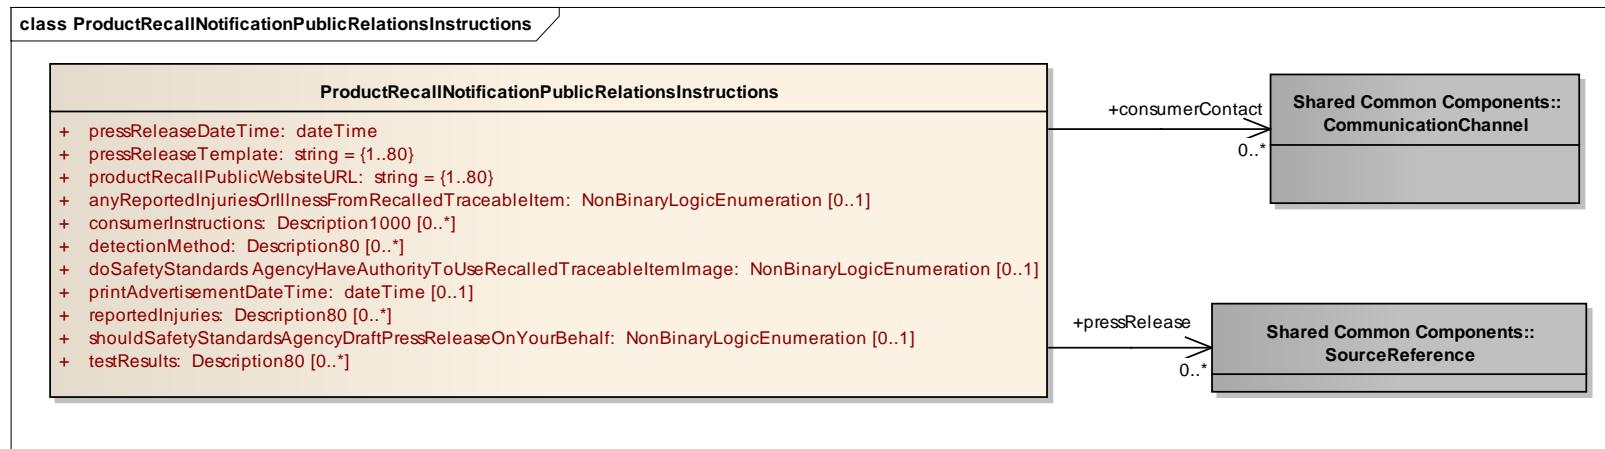 class ProductRecallNotificationPublicRelationsInstructions
ProductRecallNotificationPublicRelationsInstructions
+ pressReleaseDateTime: dateTime
+ pressReleaseTemplate: string = {1..80}
+ productRecallPublicWebsiteURL: string = {1..80}
+ anyReportedInjuriesOrIllnessFromRecalledTraceableItem: NonBinaryLogicEnumeration [0..1]
+ consumerInstructions: Description1000 [0..*]
+ detectionMethod: Description80 [0..*]
+ doSafetyStandards AgencyHaveAuthorityToUseRecalledTraceableItemImage: NonBinaryLogicEnumeration [0..1]
+ printAdvertisementDateTime: dateTime [0..1]
+ reportedInjuries: Description80 [0..*]
+ shouldSafetyStandardsAgencyDraftPressReleaseOnYourBehalf: NonBinaryLogicEnumeration [0..1]
+ testResults: Description80 [0..*]
+consumerContact
0..*
Shared Common Components::
CommunicationChannel
+pressRelease
0..*
Shared Common Components::
SourceReference